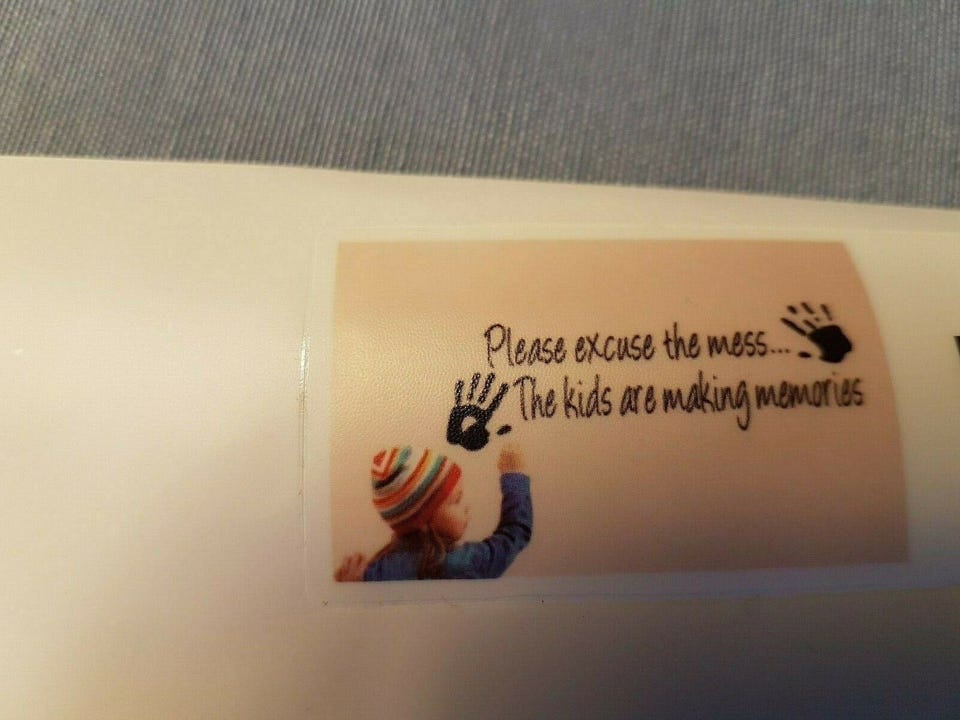 Please excuse the mess...
The kids are making memories